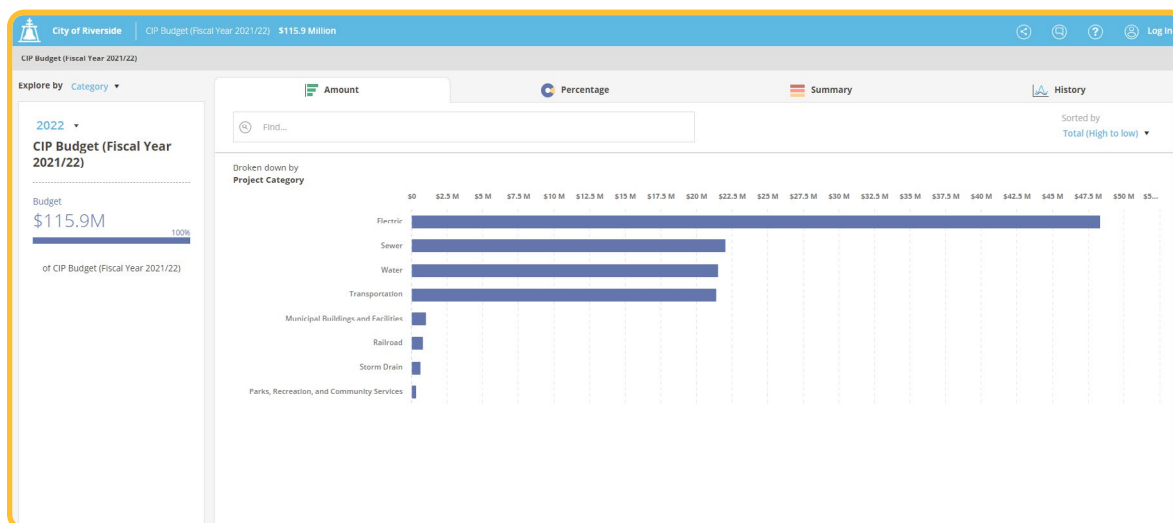 City of Riverside CIP Budget (Fiscal Year 2021/22) $115.9 Million Log In
CIP Budget (Fiscal Year 2021/22)
Explore by Category
Amount Percentage Summary History
2022
CIP Budget (Fiscal Year
2021/22)
Budget
$115.9M
100%
of CIP Budget (Fiscal Year 2021/22)
Find...
Sorted by
Total (High to low)
Broken down by
Project Category
$0 $2.5 M $5 M $7.5 M $10 M $12.5 M $15 M $17.5 M $20 M $22.5 M $25 M $27.5 M $30 M $32.5 M $35 M $37.5 M $40 M $42.5 M $45 M $47.5 M $50 M $5...
Electric
Sewer
Water
Transportation
Municipal Buildings and Facilities
Railroad
Storm Drain
Parks, Recreation, and Community Services